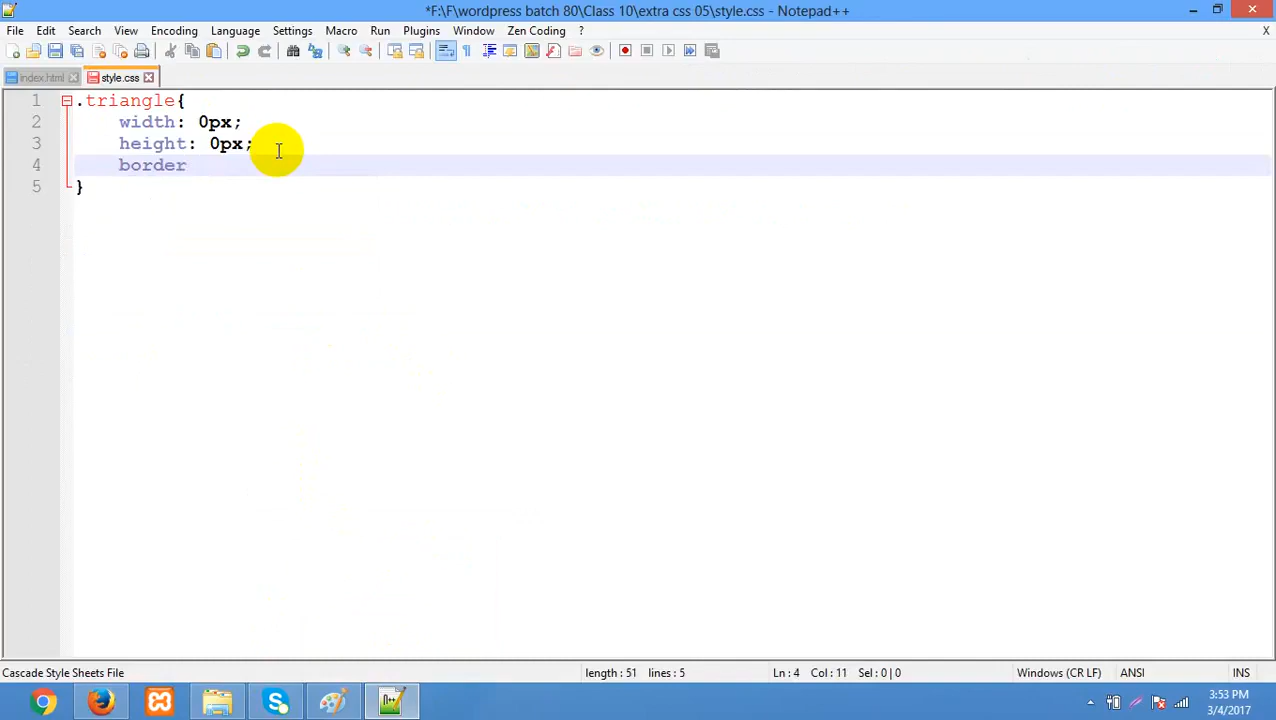 *F:\F\wordpress batch 80\Class 10\extra css 05\style.css - Notepad++
File Edit Search View Encoding Language Settings Macro Run Plugins Window Zen Coding ? X
index.html style.css
1 .triangle{
2 width: 0px;
3 height: 0px;
4 border
5 }
Cascade Style Sheets File length : 51 lines : 5 Ln : 4 Col : 11 Sel : 0 | 0 Windows (CR LF) ANSI INS
3:53 PM
3/4/2017